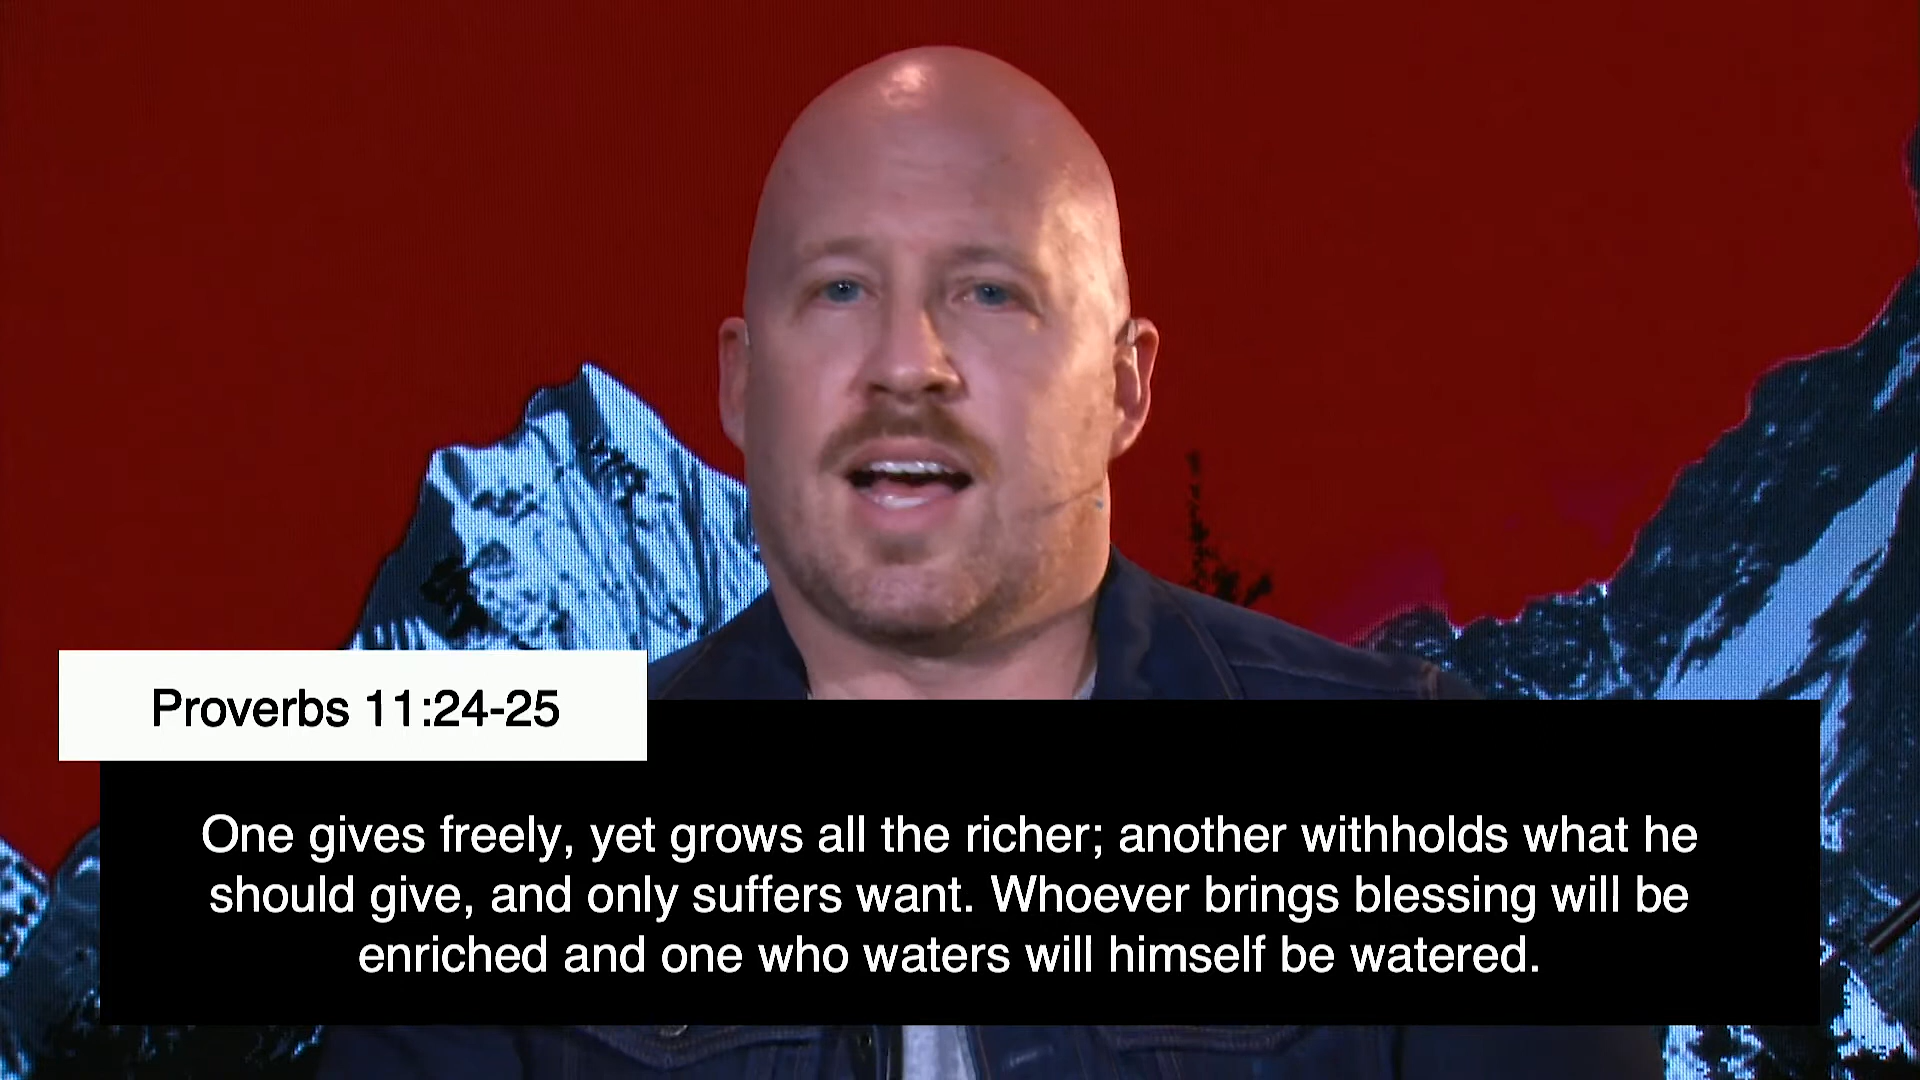 Proverbs 11:24-25
One gives freely, yet grows all the richer; another withholds what he
should give, and only suffers want. Whoever brings blessing will be
enriched and one who waters will himself be watered.